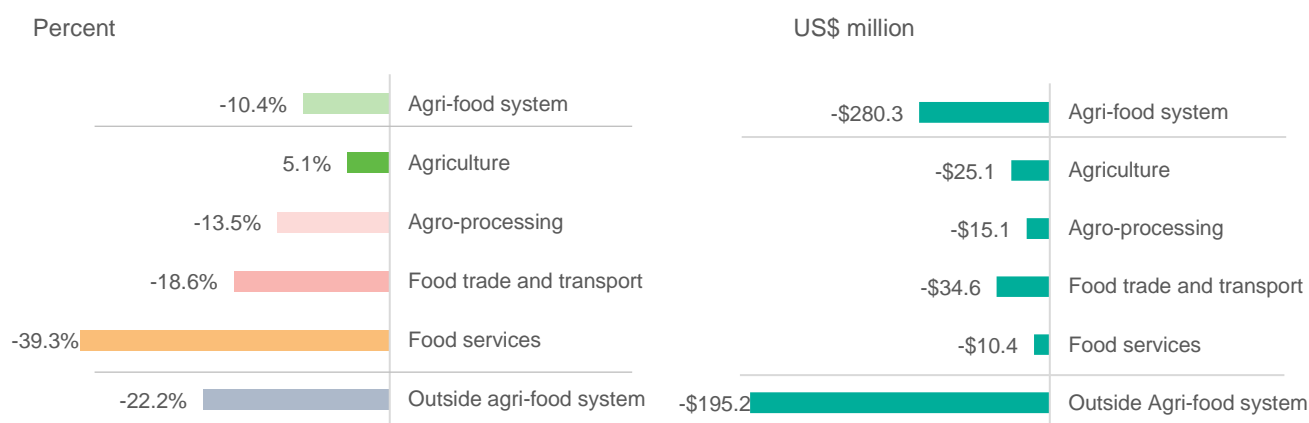 Percent
-10.4% Agri-food system
5.1% Agriculture
-13.5% Agro-processing
-18.6% Food trade and transport
-39.3% Food services
-22.2% Outside agri-food system
US$ million
-$280.3 Agri-food system
-$25.1 Agriculture
-$15.1 Agro-processing
-$34.6 Food trade and transport
-$10.4 Food services
-$195.2 Outside Agri-food system